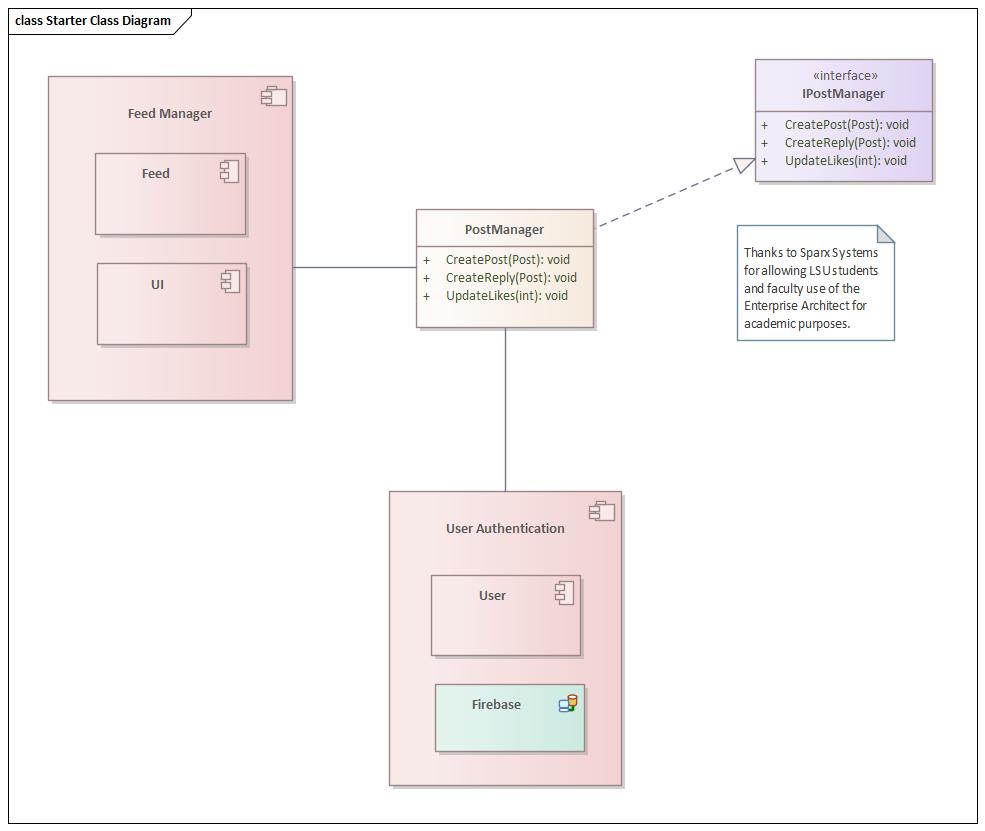 class Starter Class Diagram
Feed Manager
Feed
UI
«interface»
IPostManager
+ CreatePost(Post): void
+ CreateReply(Post): void
+ UpdateLikes(int): void
PostManager
+ CreatePost(Post): void
+ CreateReply(Post): void
+ UpdateLikes(int): void
Thanks to Sparx Systems
for allowing LSU students
and faculty use of the
Enterprise Architect for
academic purposes.
User Authentication
User
Firebase